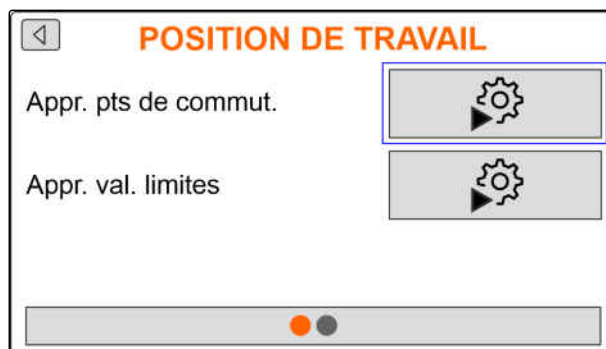 POSITION DE TRAVAIL
Appr. pts de commut.
Appr. val. limites